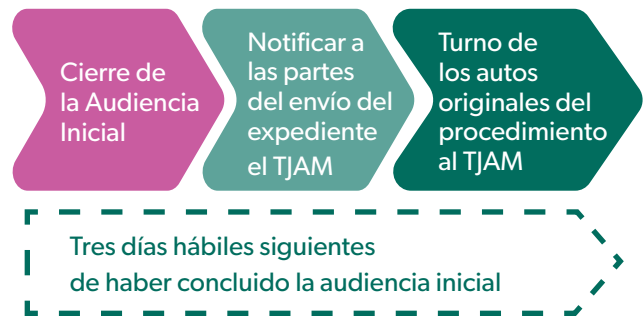 Cierre de
la Audiencia
Inicial
Notificar a
las partes
del envío del
expediente
el TJAM
Turno de
los autos
originales del
procedimiento
al TJAM
Tres días hábiles siguientes
de haber concluido la audiencia inicial